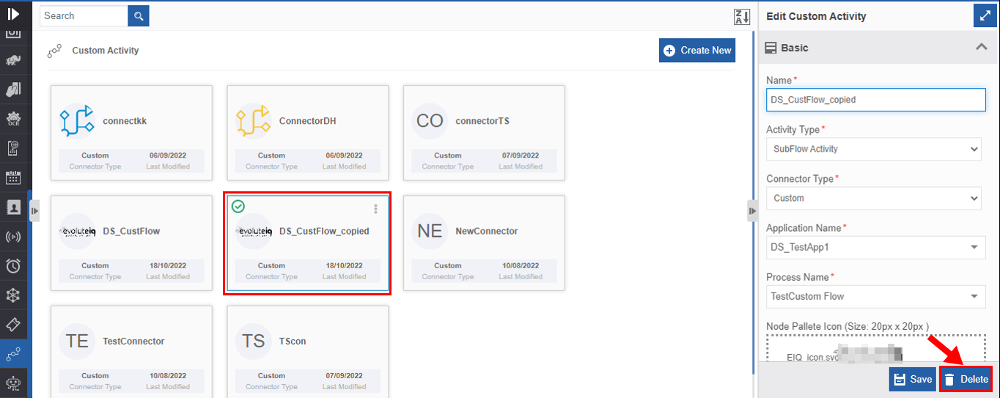 Search
Z
A
Custom Activity
Create New
connectkk
Custom 06/09/2022
Connector Type Last Modified
ConnectorDH
Custom 06/09/2022
Connector Type Last Modified
CO
connectorTS
Custom 07/09/2022
Connector Type Last Modified
evoluteiq
DS_CustFlow
Custom 18/10/2022
Connector Type Last Modified
evoluteiq
DS_CustFlow_copied
Custom 18/10/2022
Connector Type Last Modified
NE
NewConnector
Custom 10/08/2022
Connector Type Last Modified
TE
TestConnector
Custom 10/08/2022
Connector Type Last Modified
TS
TScon
Custom 07/09/2022
Connector Type Last Modified
OCR
Edit Custom Activity
Basic
Name*
DS_CustFlow_copied
Activity Type*
SubFlow Activity
Connector Type*
Custom
Application Name*
DS_TestApp1
Process Name*
TestCustom Flow
Node Pallete Icon (Size: 20px x 20px )
Save
Delete